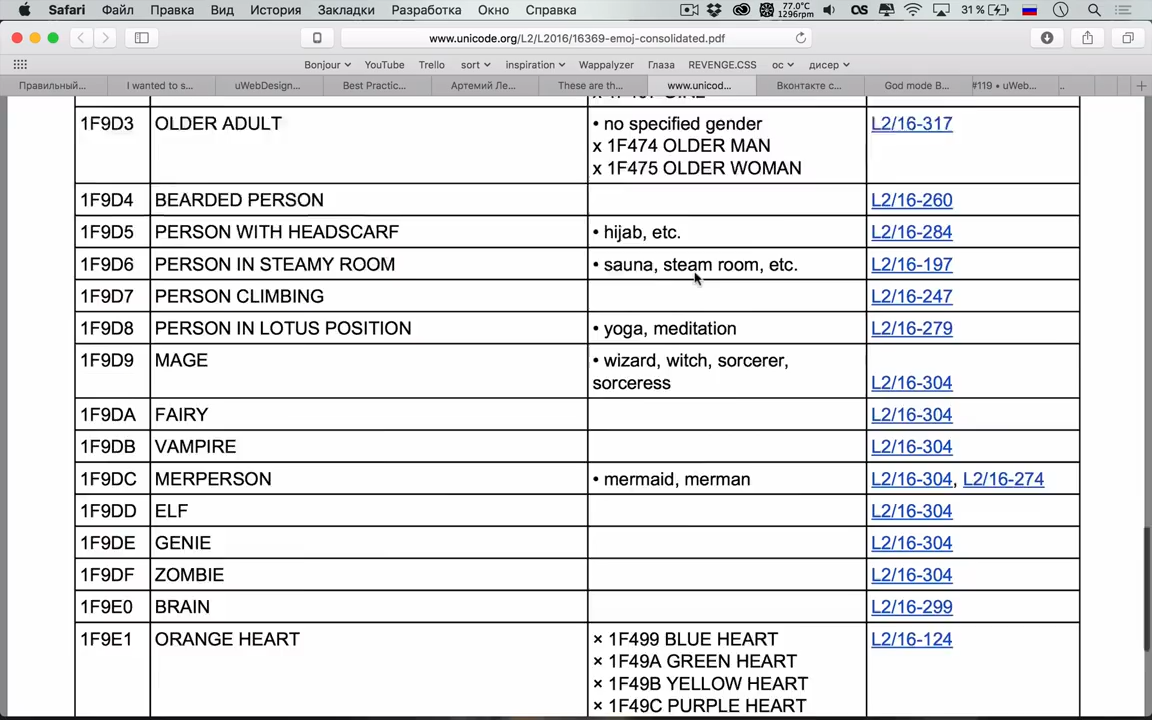 Safari Файл Правка Вид История Закладки Разработка Окно Справка 77.0°C 1296rpm 31 %
www.unicode.org/L2/L2016/16369-emoj-consolidated.pdf
Bonjour YouTube Trello sort inspiration Wappalyzer Глаза REVENGE.CSS ос дисер
Правильный... I wanted to s... uWebDesign... Best Practic... Артемий Ле... These are th... www.unicod... Вконтакте с... God mode B... #119 • uWeb...
1F9D3 OLDER ADULT • no specified gender L2/16-317
x 1F474 OLDER MAN
x 1F475 OLDER WOMAN
1F9D4 BEARDED PERSON L2/16-260
1F9D5 PERSON WITH HEADSCARF • hijab, etc. L2/16-284
1F9D6 PERSON IN STEAMY ROOM • sauna, steam room, etc. L2/16-197
1F9D7 PERSON CLIMBING L2/16-247
1F9D8 PERSON IN LOTUS POSITION • yoga, meditation L2/16-279
1F9D9 MAGE • wizard, witch, sorcerer,
sorceress L2/16-304
1F9DA FAIRY L2/16-304
1F9DB VAMPIRE L2/16-304
1F9DC MERPERSON • mermaid, merman L2/16-304, L2/16-274
1F9DD ELF L2/16-304
1F9DE GENIE L2/16-304
1F9DF ZOMBIE L2/16-304
1F9E0 BRAIN L2/16-299
1F9E1 ORANGE HEART × 1F499 BLUE HEART L2/16-124
× 1F49A GREEN HEART
× 1F49B YELLOW HEART
× 1F49C PURPLE HEART